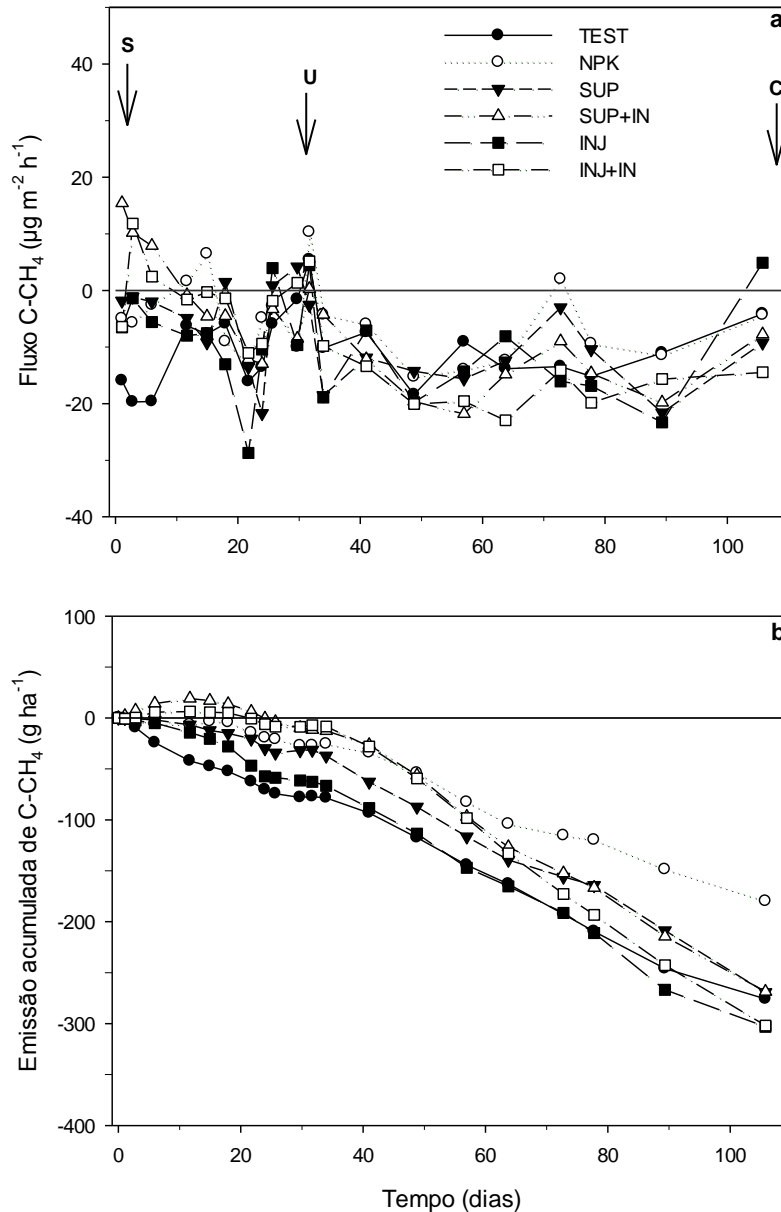 a
S
U
C
TEST
NPK
SUP
SUP+IN
INJ
INJ+IN
Fluxo C-CH₄ (µg m⁻² h⁻¹)
40
20
0
-20
-40
0 20 40 60 80 100
b
Emissão acumulada de C-CH₄ (g ha⁻¹)
100
0
-100
-200
-300
-400
0 20 40 60 80 100
Tempo (dias)